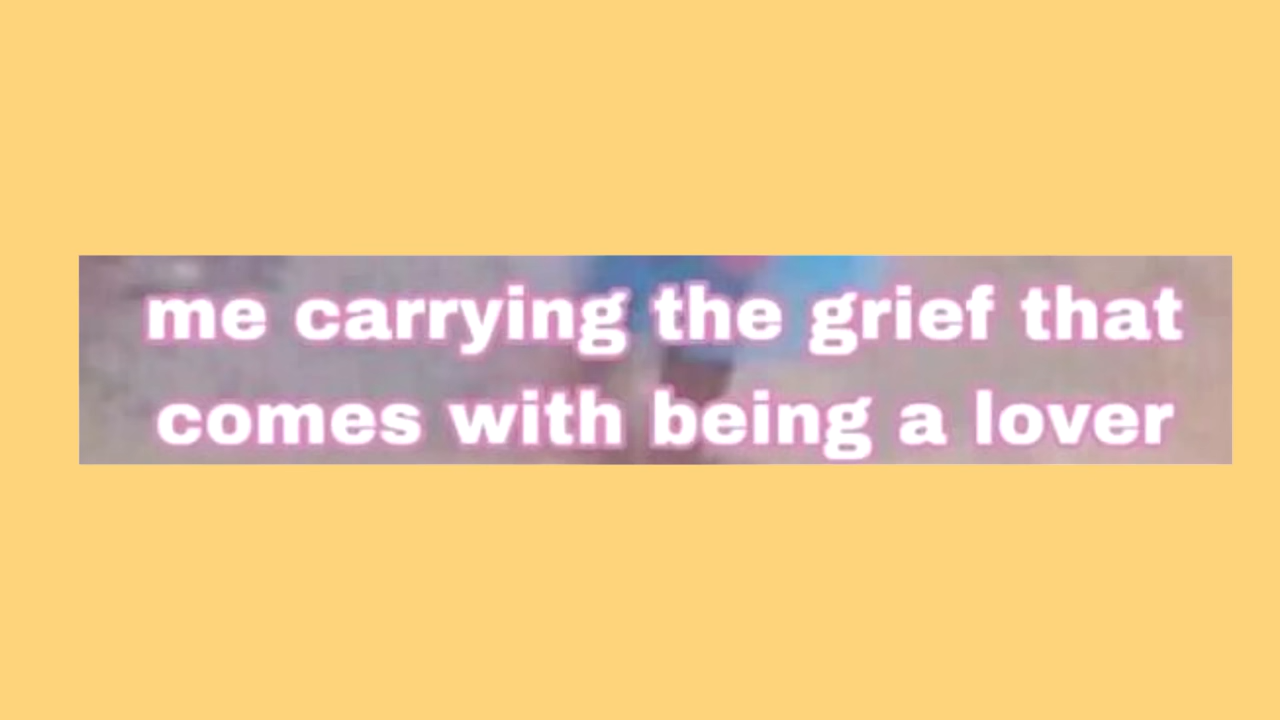 me carrying the grief that
comes with being a lover